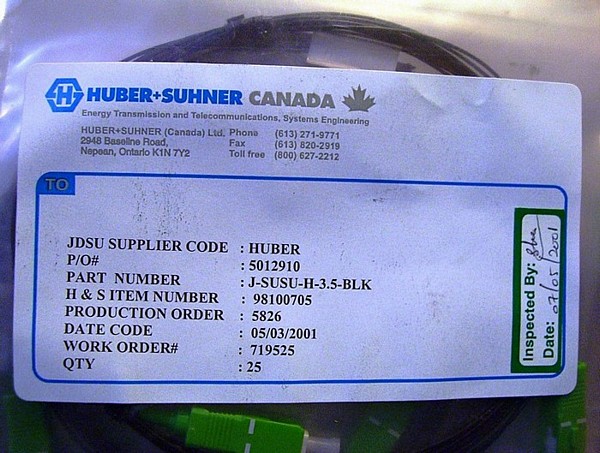 HUBER+SUHNER CANADA
Energy Transmission and Telecommunications, Systems Engineering
HUBER+SUHNER (Canada) Ltd. Phone (613) 271-9771
2948 Baseline Road, Fax (613) 820-2919
Nepean, Ontario K1N 7Y2 Toll free (800) 627-2212
TO
JDSU SUPPLIER CODE : HUBER
P/O# : 5012910
PART NUMBER : J-SUSU-H-3.5-BLK
H & S ITEM NUMBER : 98100705
PRODUCTION ORDER : 5826
DATE CODE : 05/03/2001
WORK ORDER# : 719525
QTY : 25
Inspected By:
Date: 07/05/2001